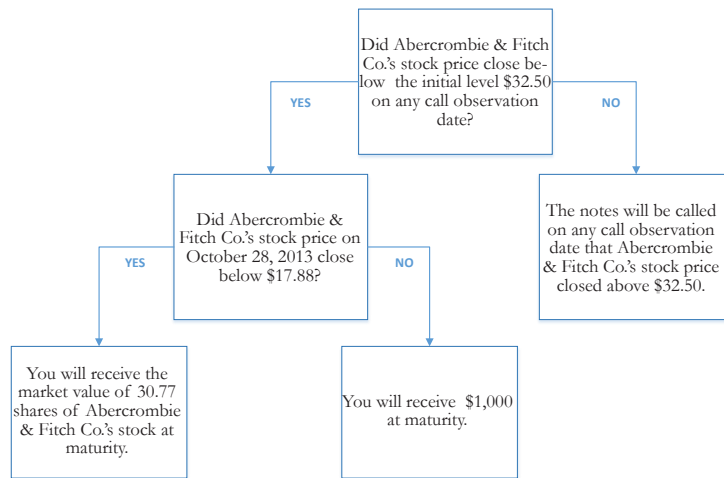 Did Abercrombie & Fitch
Co.'s stock price close be-
low the initial level $32.50
on any call observation
date?
YES
NO
Did Abercrombie &
Fitch Co.'s stock price on
October 28, 2013 close
below $17.88?
The notes will be called
on any call observation
date that Abercrombie
& Fitch Co.'s stock price
closed above $32.50.
YES
NO
You will receive the
market value of 30.77
shares of Abercrombie
& Fitch Co.'s stock at
maturity.
You will receive $1,000
at maturity.